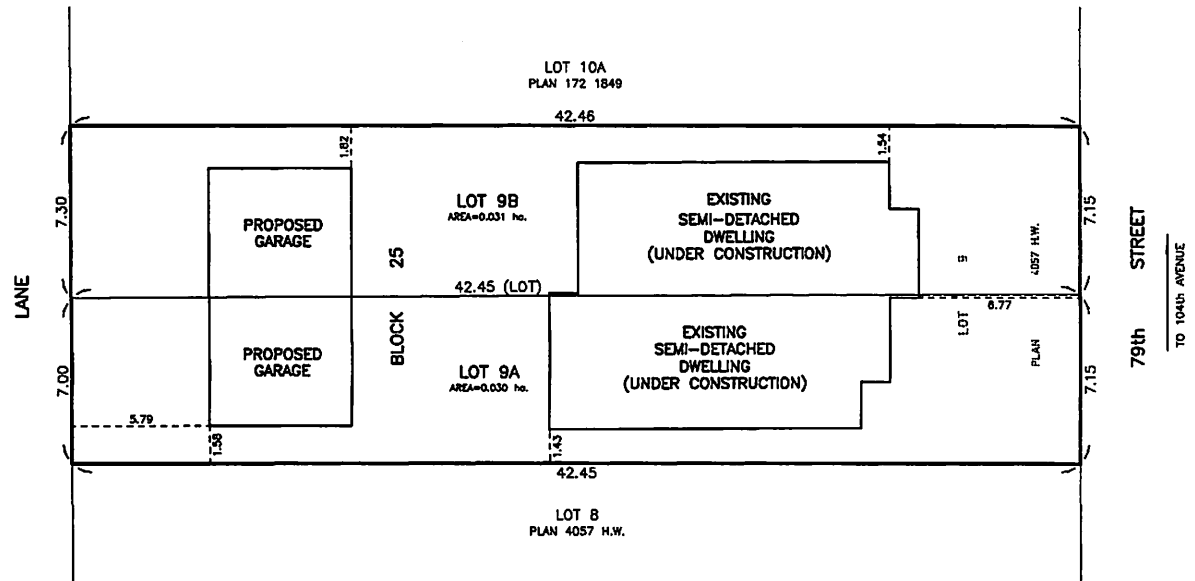 LOT 10A
PLAN 172 1849
42.46
1.82
1.54
7.30
LOT 9B
AREA=0.031 ha.
PROPOSED
GARAGE
EXISTING
SEMI-DETACHED
DWELLING
(UNDER CONSTRUCTION)
7.15
LANE
BLOCK 25
42.45 (LOT)
LOT 9
PLAN 4057 H.W.
6.77
79th STREET
TO 104th AVENUE
7.00
PROPOSED
GARAGE
LOT 9A
AREA=0.030 ha.
EXISTING
SEMI-DETACHED
DWELLING
(UNDER CONSTRUCTION)
7.15
5.79
1.58
1.43
42.45
LOT 8
PLAN 4057 H.W.